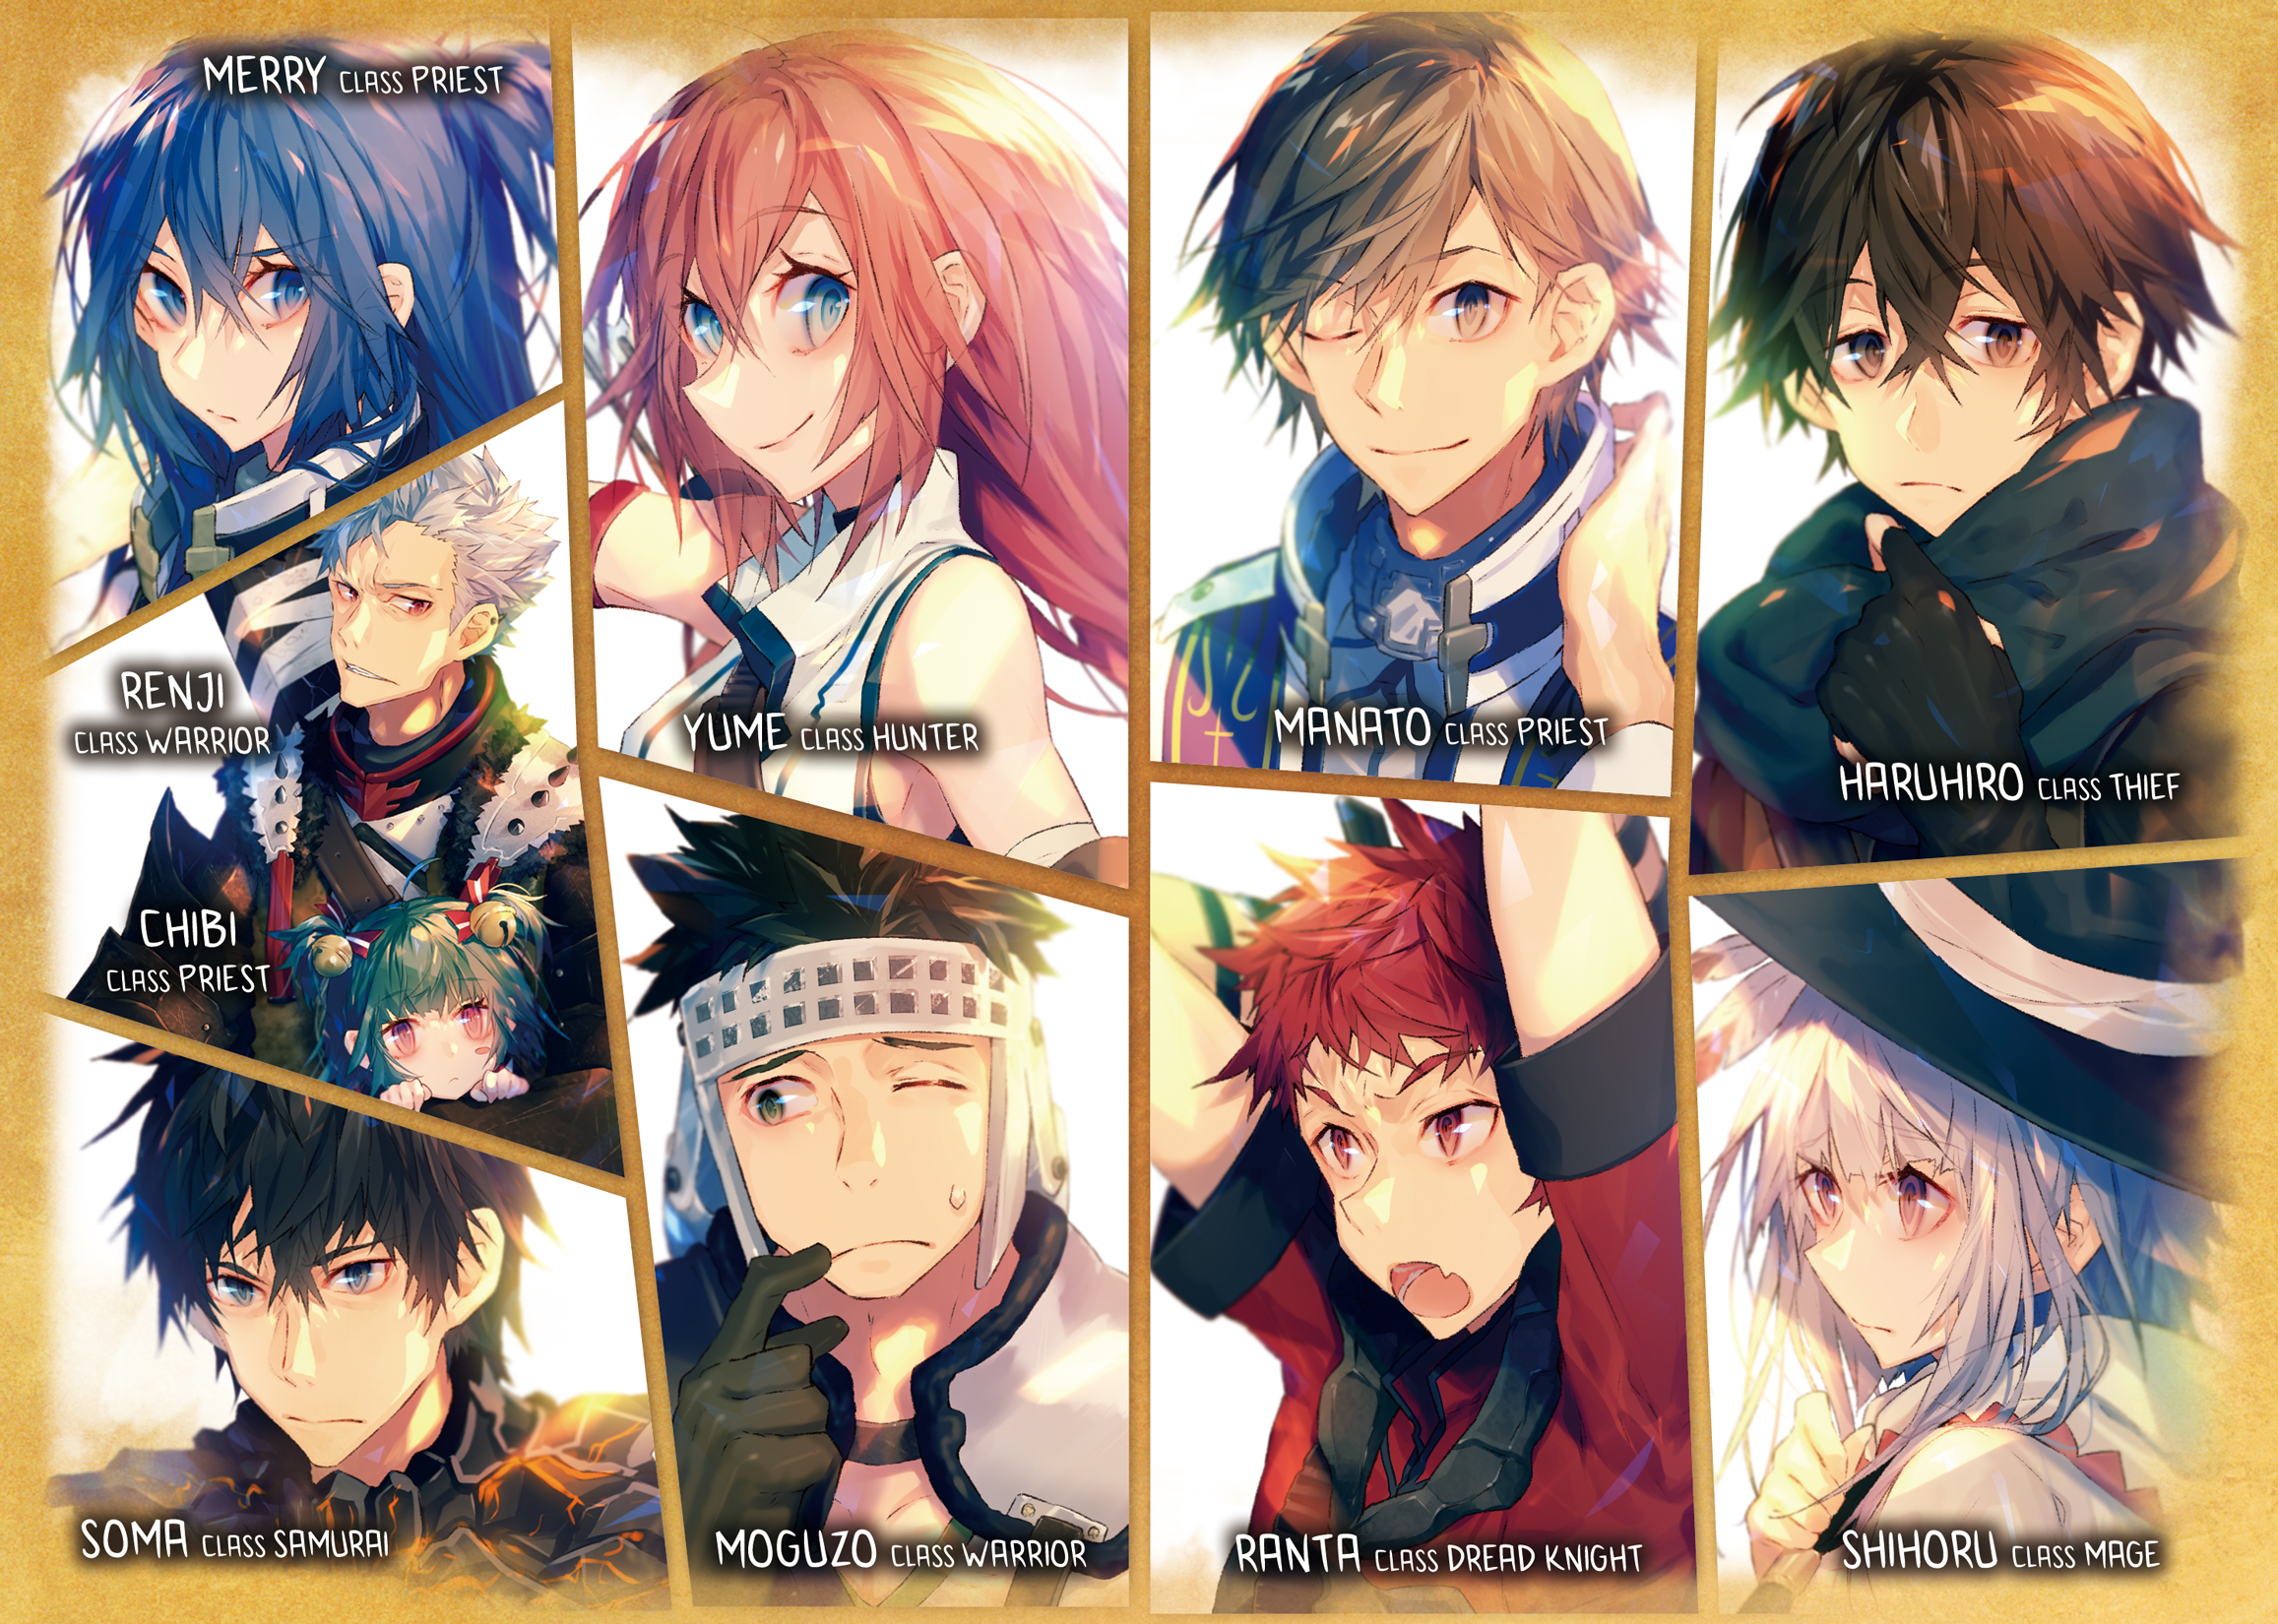 MERRY CLASS PRIEST
RENJI
CLASS WARRIOR
CHIBI
CLASS PRIEST
SOMA CLASS SAMURAI
YUME CLASS HUNTER
MOGUZO CLASS WARRIOR
MANATO CLASS PRIEST
RANTA CLASS DREAD KNIGHT
HARUHIRO CLASS THIEF
SHIHORU CLASS MAGE